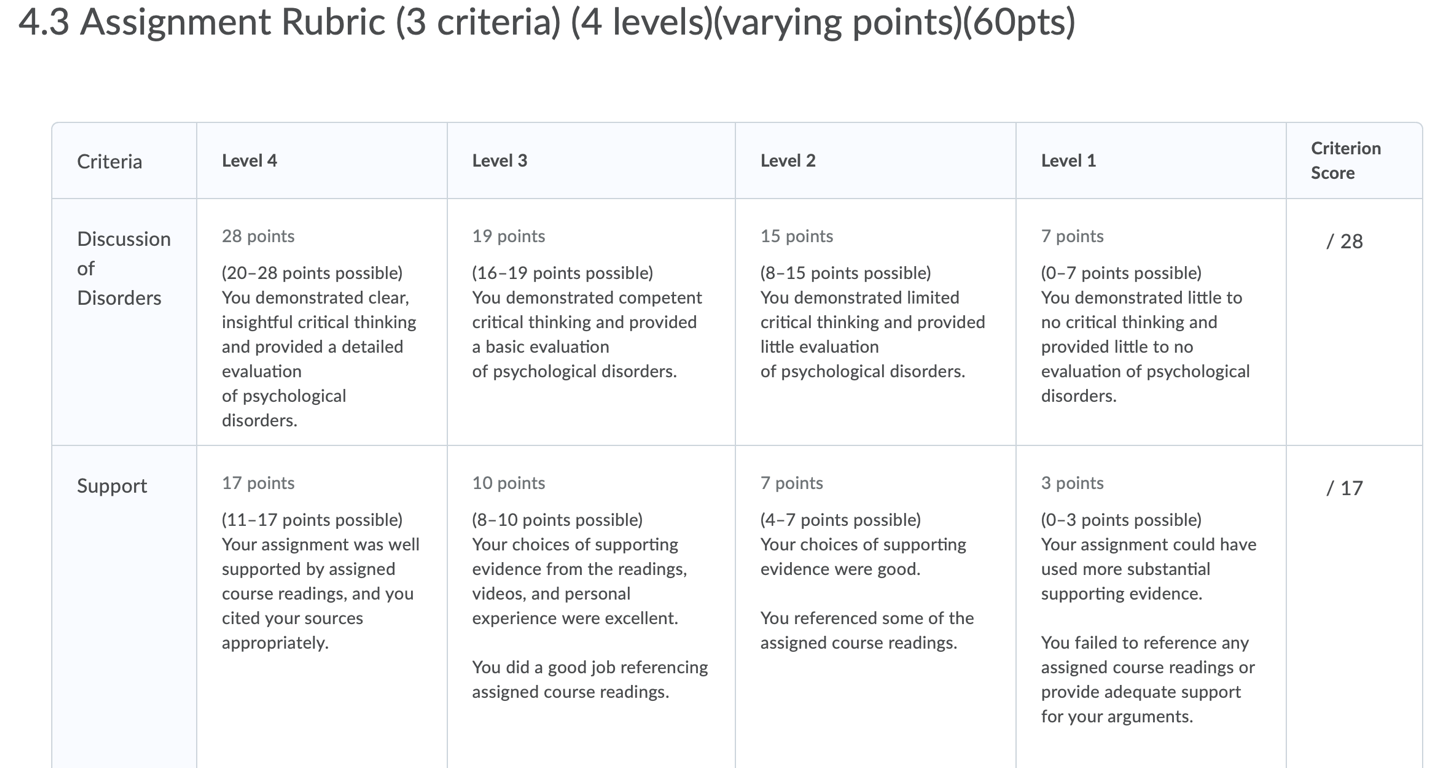 4.3 Assignment Rubric (3 criteria) (4 levels)(varying points)(60pts)
Criteria
Level 4
Level 3
Level 2
Level 1
Criterion
Score
Discussion
of
Disorders
28 points
(20–28 points possible)
You demonstrated clear,
insightful critical thinking
and provided a detailed
evaluation
of psychological
disorders.
19 points
(16–19 points possible)
You demonstrated competent
critical thinking and provided
a basic evaluation
of psychological disorders.
15 points
(8–15 points possible)
You demonstrated limited
critical thinking and provided
little evaluation
of psychological disorders.
7 points
(0–7 points possible)
You demonstrated little to
no critical thinking and
provided little to no
evaluation of psychological
disorders.
/ 28
Support
17 points
(11–17 points possible)
Your assignment was well
supported by assigned
course readings, and you
cited your sources
appropriately.
10 points
(8–10 points possible)
Your choices of supporting
evidence from the readings,
videos, and personal
experience were excellent.
You did a good job referencing
assigned course readings.
7 points
(4–7 points possible)
Your choices of supporting
evidence were good.
You referenced some of the
assigned course readings.
3 points
(0–3 points possible)
Your assignment could have
used more substantial
supporting evidence.
You failed to reference any
assigned course readings or
provide adequate support
for your arguments.
/ 17